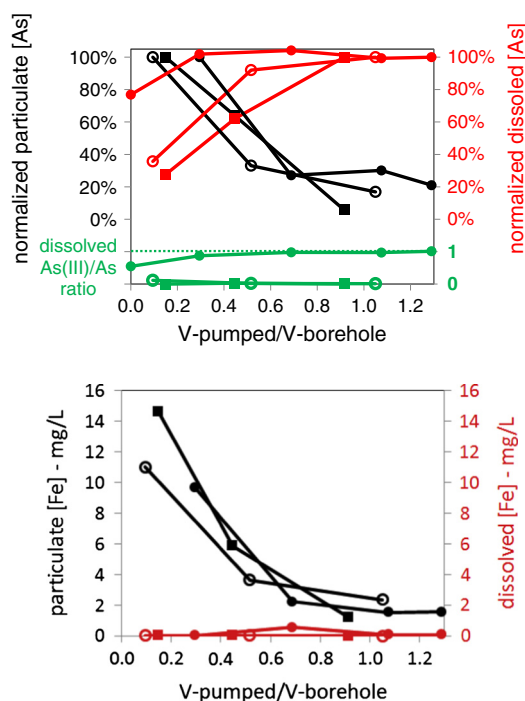 normalized particulate [As]
100%
80%
60%
40%
20%
0%
100%
80%
60%
40%
20%
0%
normalized dissoloed [As]
dissolved
As(III)/As
ratio
1
0
0.0 0.2 0.4 0.6 0.8 1.0 1.2
V-pumped/V-borehole
particulate [Fe] - mg/L
16
14
12
10
8
6
4
2
0
16
14
12
10
8
6
4
2
0
dissolved [Fe] - mg/L
0.0 0.2 0.4 0.6 0.8 1.0 1.2
V-pumped/V-borehole